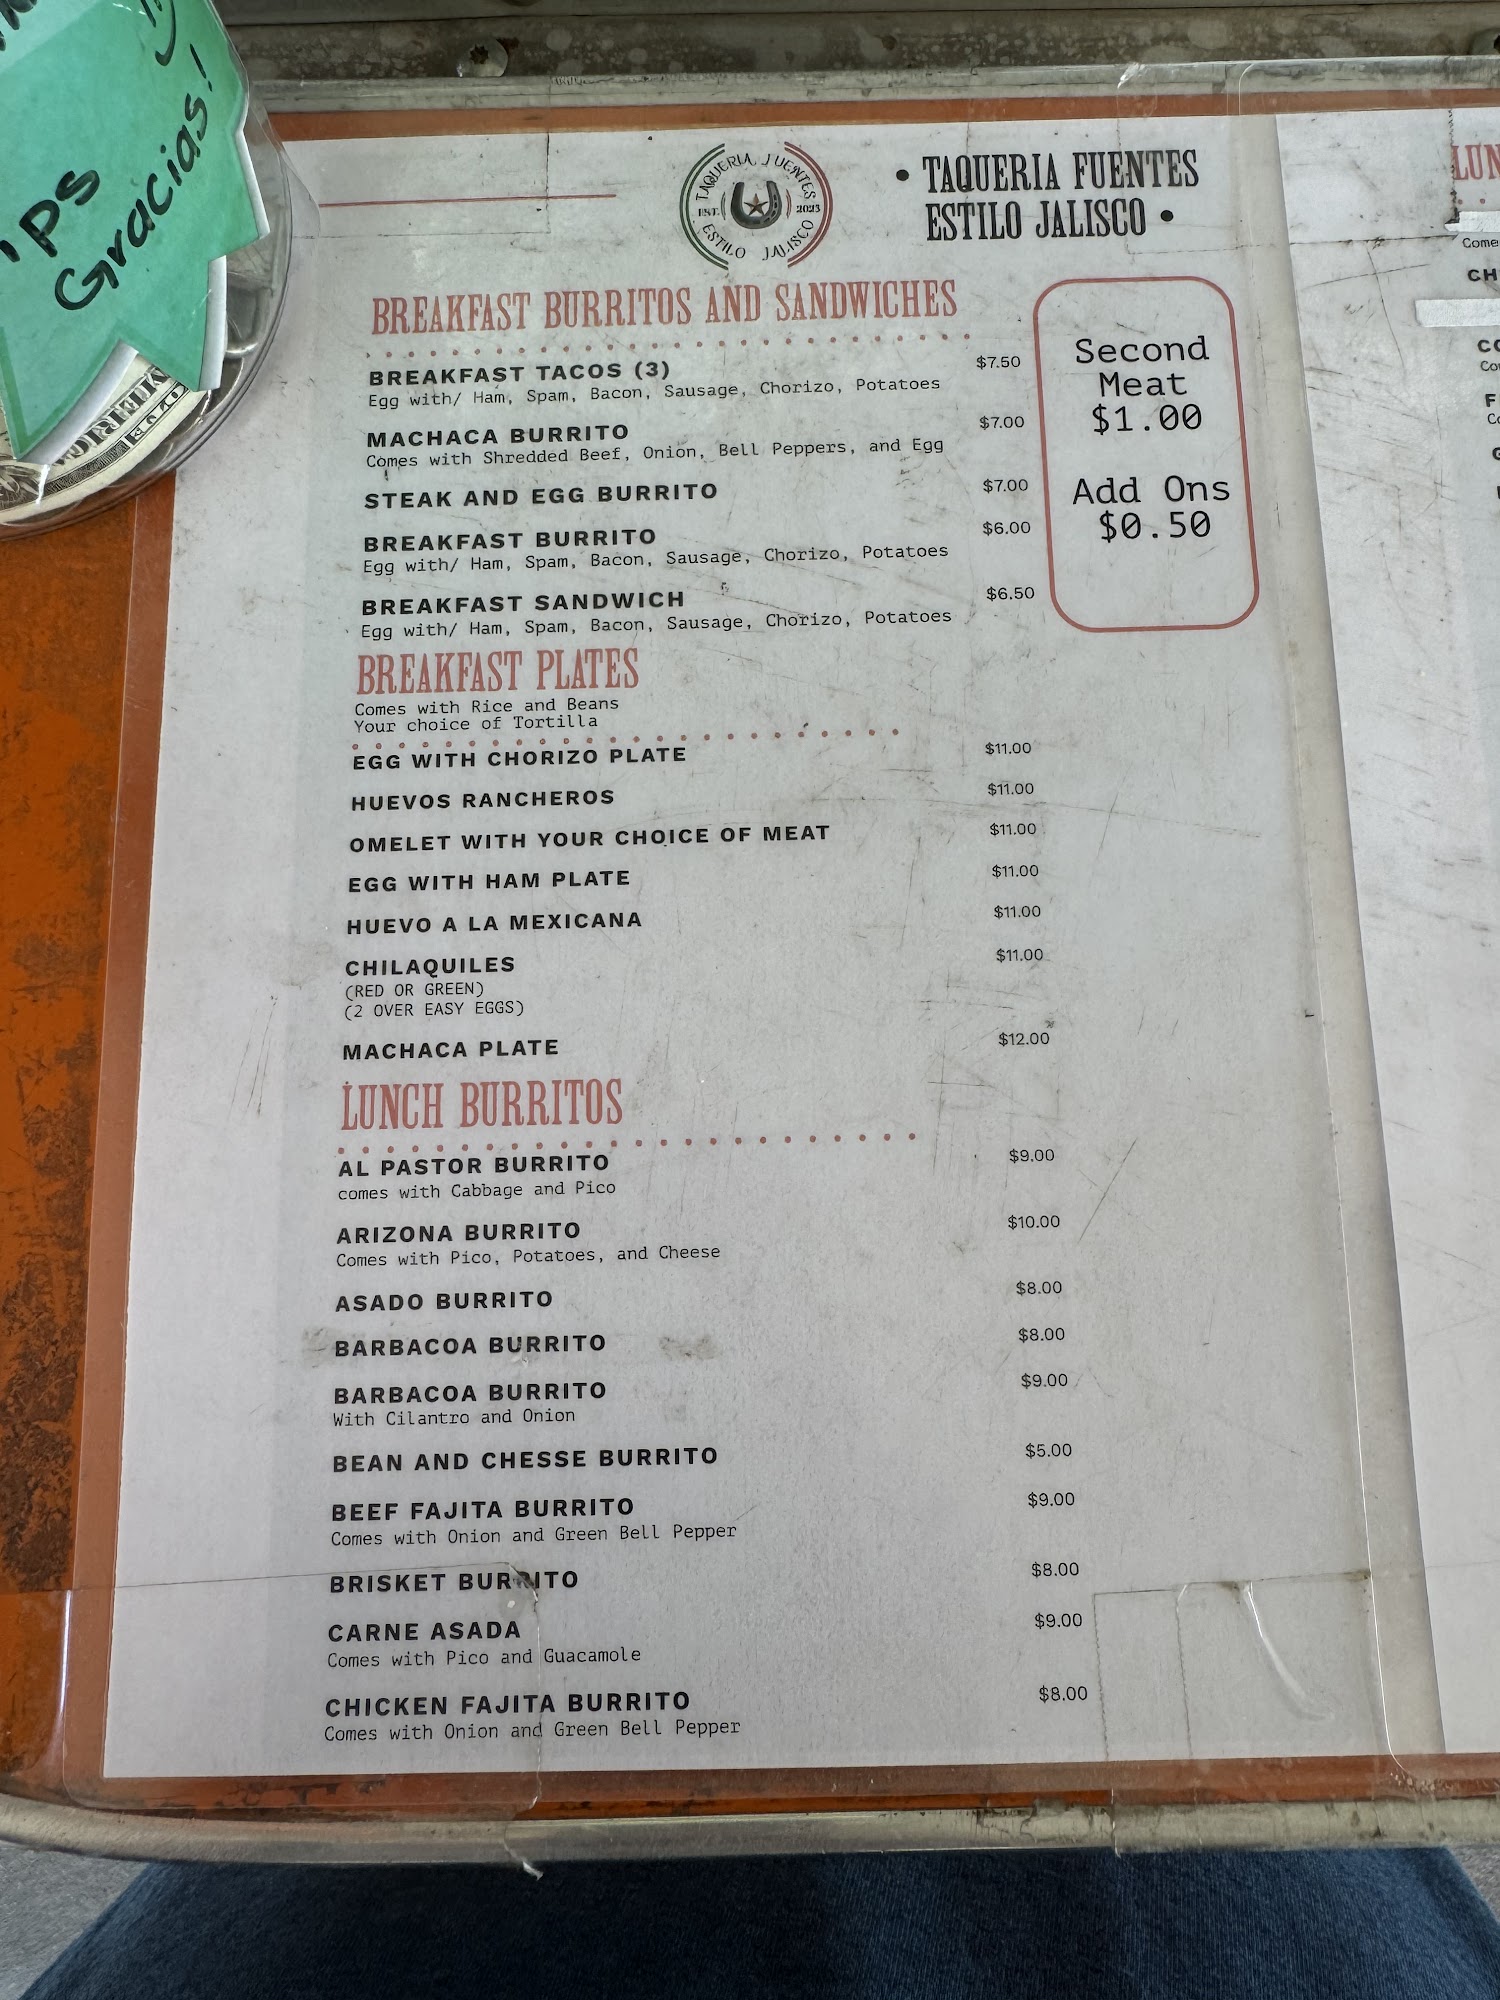 Gracias!
TAQUERIA FUENTES
EST. 2023
ESTILO JALISCO
• TAQUERIA FUENTES
ESTILO JALISCO •
BREAKFAST BURRITOS AND SANDWICHES
BREAKFAST TACOS (3) $7.50
Egg with/ Ham, Spam, Bacon, Sausage, Chorizo, Potatoes
MACHACA BURRITO $7.00
Comes with Shredded Beef, Onion, Bell Peppers, and Egg
STEAK AND EGG BURRITO $7.00
BREAKFAST BURRITO $6.00
Egg with/ Ham, Spam, Bacon, Sausage, Chorizo, Potatoes
BREAKFAST SANDWICH $6.50
Egg with/ Ham, Spam, Bacon, Sausage, Chorizo, Potatoes
Second
Meat
$1.00
Add Ons
$0.50
BREAKFAST PLATES
Comes with Rice and Beans
Your choice of Tortilla
EGG WITH CHORIZO PLATE $11.00
HUEVOS RANCHEROS $11.00
OMELET WITH YOUR CHOICE OF MEAT $11.00
EGG WITH HAM PLATE $11.00
HUEVO A LA MEXICANA $11.00
CHILAQUILES $11.00
(RED OR GREEN)
(2 OVER EASY EGGS)
MACHACA PLATE $12.00
LUNCH BURRITOS
AL PASTOR BURRITO $9.00
comes with Cabbage and Pico
ARIZONA BURRITO $10.00
Comes with Pico, Potatoes, and Cheese
ASADO BURRITO $8.00
BARBACOA BURRITO $8.00
BARBACOA BURRITO $9.00
With Cilantro and Onion
BEAN AND CHESSE BURRITO $5.00
BEEF FAJITA BURRITO $9.00
Comes with Onion and Green Bell Pepper
BRISKET BURRITO $8.00
CARNE ASADA $9.00
Comes with Pico and Guacamole
CHICKEN FAJITA BURRITO $8.00
Comes with Onion and Green Bell Pepper